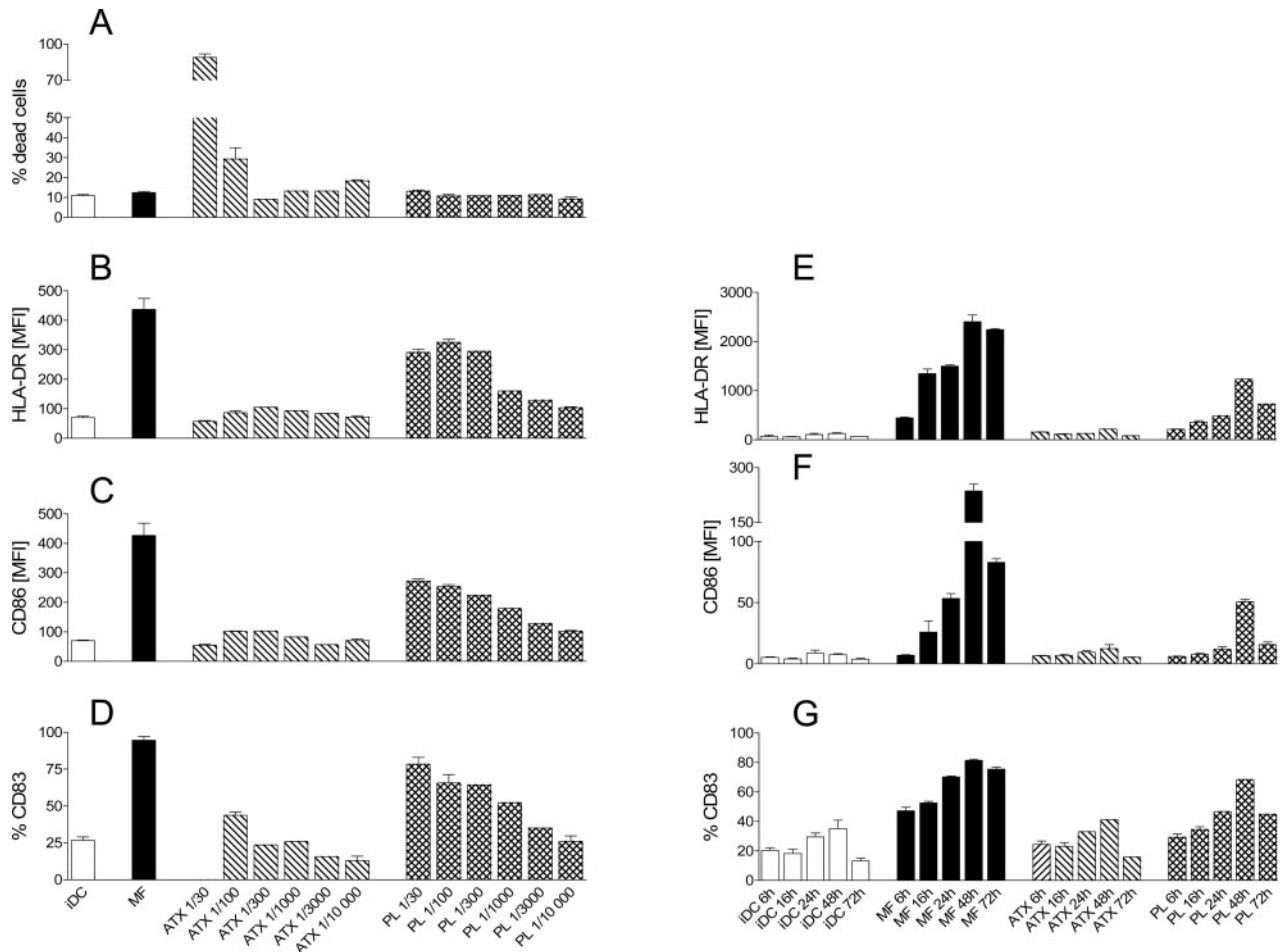 A
% dead cells
100
70
50
40
30
20
10
0
B
HLA-DR [MFI]
500
400
300
200
100
0
C
CD86 [MFI]
500
400
300
200
100
0
D
% CD83
100
75
50
25
0
iDC
MF
ATX 1/30
ATX 1/100
ATX 1/300
ATX 1/1000
ATX 1/3000
ATX 1/10 000
PL 1/30
PL 1/100
PL 1/300
PL 1/1000
PL 1/3000
PL 1/10 000
E
HLA-DR [MFI]
3000
2000
1000
0
F
CD86 [MFI]
300
150
100
50
0
G
% CD83
100
80
60
40
20
0
iDC 6h
iDC 16h
iDC 24h
iDC 48h
iDC 72h
MF 6h
MF 16h
MF 24h
MF 48h
MF 72h
ATX 6h
ATX 16h
ATX 24h
ATX 48h
ATX 72h
PL 6h
PL 16h
PL 24h
PL 48h
PL 72h